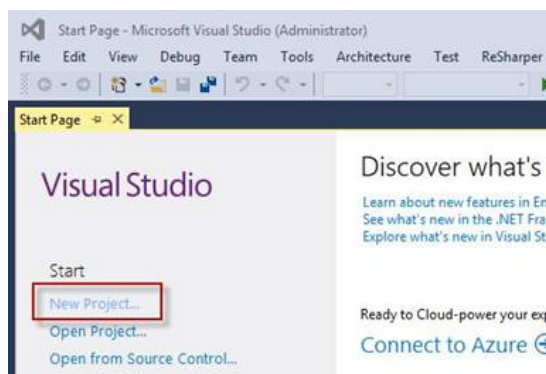 Start Page - Microsoft Visual Studio (Administrator)
File Edit View Debug Team Tools Architecture Test ReSharper
Start Page
Visual Studio
Discover what's
Learn about new features in En
See what's new in the .NET Fra
Explore what's new in Visual St
Start
New Project...
Open Project...
Open from Source Control...
Ready to Cloud-power your exp
Connect to Azure